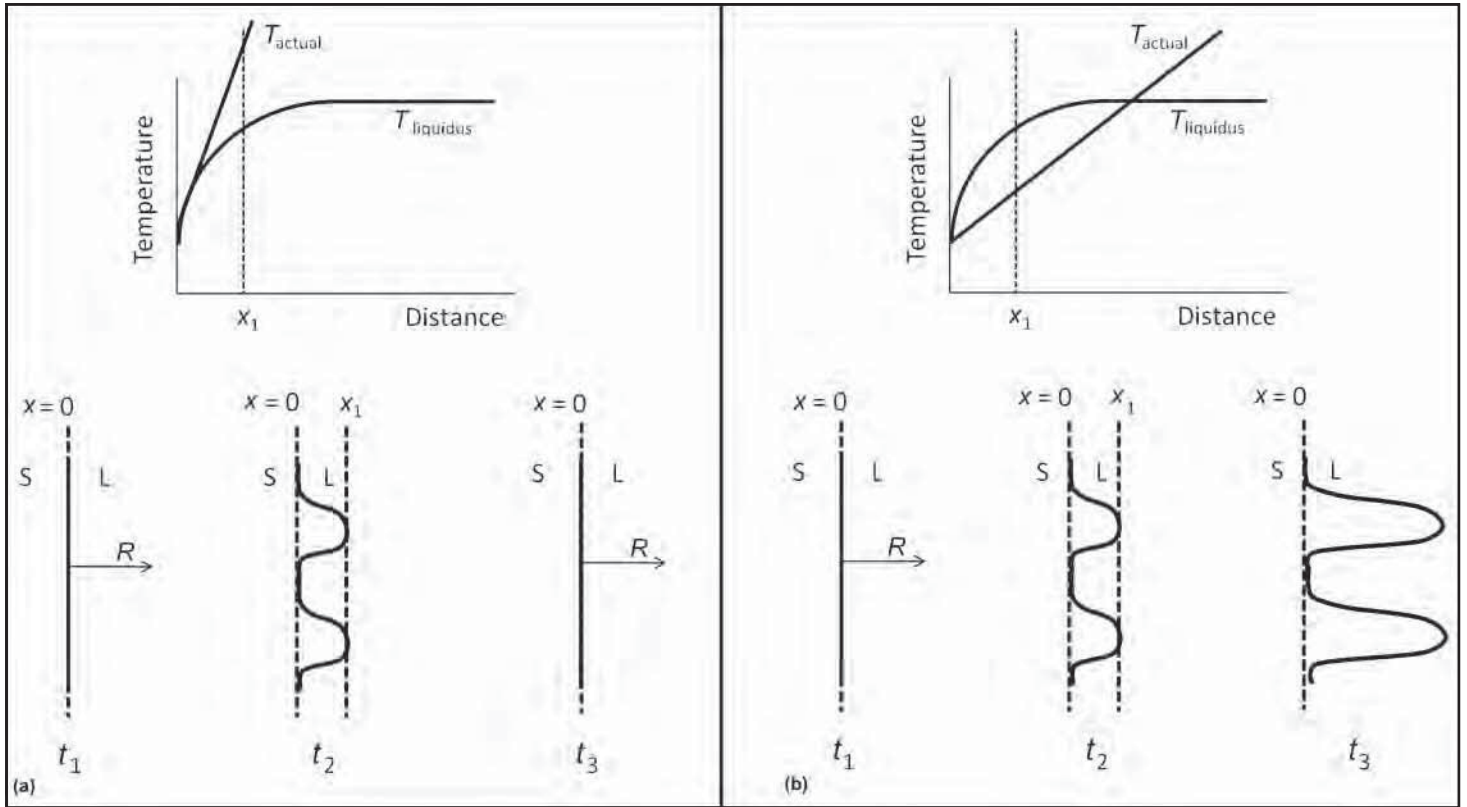 T actual
T liquidus
Temperature
x1
Distance
x = 0
S
L
R
t1
x = 0
x1
S
L
t2
x = 0
S
L
R
t3
(a)
T actual
T liquidus
Temperature
x1
Distance
x = 0
S
L
R
t1
x = 0
x1
S
L
t2
x = 0
S
L
t3
(b)